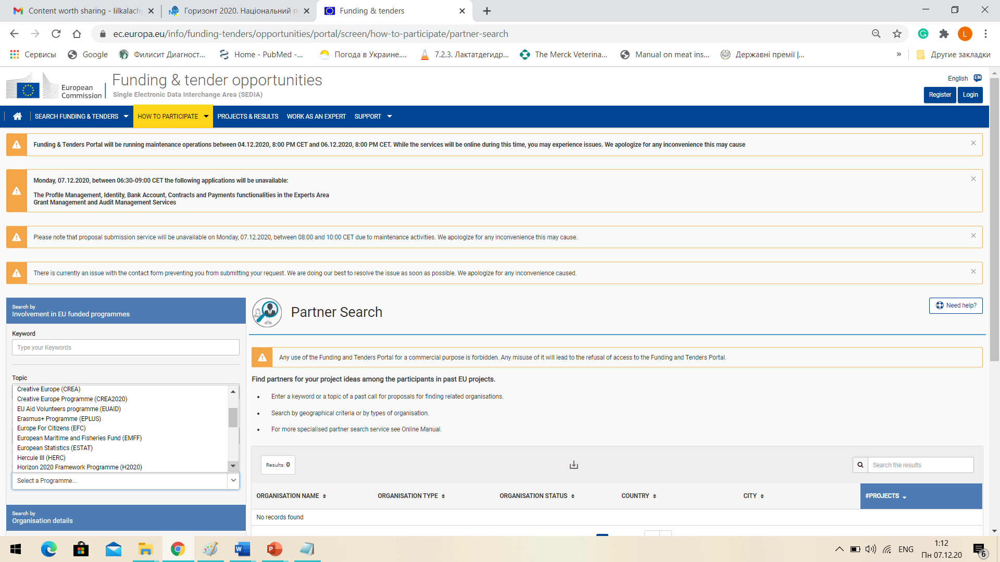 Content worth sharing - lilkalach
Горизонт 2020. Національний п
Funding & tenders
ec.europa.eu/info/funding-tenders/opportunities/portal/screen/how-to-participate/partner-search
L
Сервисы
Google
Филисит Диагност...
Home - PubMed -...
Погода в Украине....
7.2.3. Лактатдегидр...
The Merck Veterina...
Manual on meat ins...
Державні премії |...
»
Другие закладки
European
Commission
Funding & tender opportunities
Single Electronic Data Interchange Area (SEDIA)
English EN
Register
Login
SEARCH FUNDING & TENDERS
HOW TO PARTICIPATE
PROJECTS & RESULTS
WORK AS AN EXPERT
SUPPORT
Funding & Tenders Portal will be running maintenance operations between 04.12.2020, 8:00 PM CET and 06.12.2020, 8:00 PM CET. While the services will be online during this time, you may experience issues. We apologize for any inconvenience this may cause
Monday, 07.12.2020, between 06:30-09:00 CET the following applications will be unavailable:
The Profile Management, Identity, Bank Account, Contracts and Payments functionalities in the Experts Area
Grant Management and Audit Management Services
Please note that proposal submission service will be unavailable on Monday, 07.12.2020, between 08:00 and 10:00 CET due to maintenance activities. We apologize for any inconvenience this may cause.
There is currently an issue with the contact form preventing you from submitting your request. We are doing our best to resolve the issue as soon as possible. We apologize for any inconvenience caused.
Search by
Involvement in EU funded programmes
Keyword
Type your Keywords
Topic
Creative Europe (CREA)
Creative Europe Programme (CREA2020)
EU Aid Volunteers programme (EUAID)
Erasmus+ Programme (EPLUS)
Europe For Citizens (EFC)
European Maritime and Fisheries Fund (EMFF)
European Statistics (ESTAT)
Hercule III (HERC)
Horizon 2020 Framework Programme (H2020)
Select a Programme...
Search by
Organisation details
Partner Search
Need help?
Any use of the Funding and Tenders Portal for a commercial purpose is forbidden. Any misuse of it will lead to the refusal of access to the Funding and Tenders Portal.
Find partners for your project ideas among the participants in past EU projects.
• Enter a keyword or a topic of a past call for proposals for finding related organisations.
• Search by geographical criteria or by types of organisation.
• For more specialised partner search service see Online Manual.
Results: 0
Search the results
ORGANISATION NAME
ORGANISATION TYPE
ORGANISATION STATUS
COUNTRY
CITY
#PROJECTS
No records found
ENG
1:12
Пн 07.12.20
6